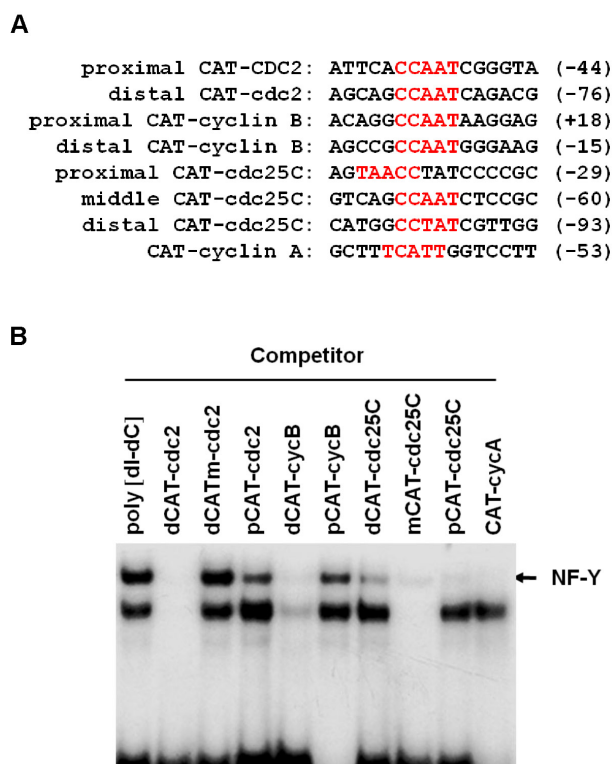 A
proximal CAT-CDC2: ATTCACCAATCGGGTA (-44)
distal CAT-cdc2: AGCAGCCAATCAGACG (-76)
proximal CAT-cyclin B: ACAGGCCAATAAGGAG (+18)
distal CAT-cyclin B: AGCCGCCAATGGGAAG (-15)
proximal CAT-cdc25C: AGTAACCTATCCCCGC (-29)
middle CAT-cdc25C: GTCAGCCAATCTCCGC (-60)
distal CAT-cdc25C: CATGGCCTATCGTTGG (-93)
CAT-cyclin A: GCTTTCATTGGTCCTT (-53)
B
Competitor
poly [dI-dC]
dCAT-cdc2
dCATm-cdc2
pCAT-cdc2
dCAT-cycB
pCAT-cycB
dCAT-cdc25C
mCAT-cdc25C
pCAT-cdc25C
CAT-cycA
NF-Y